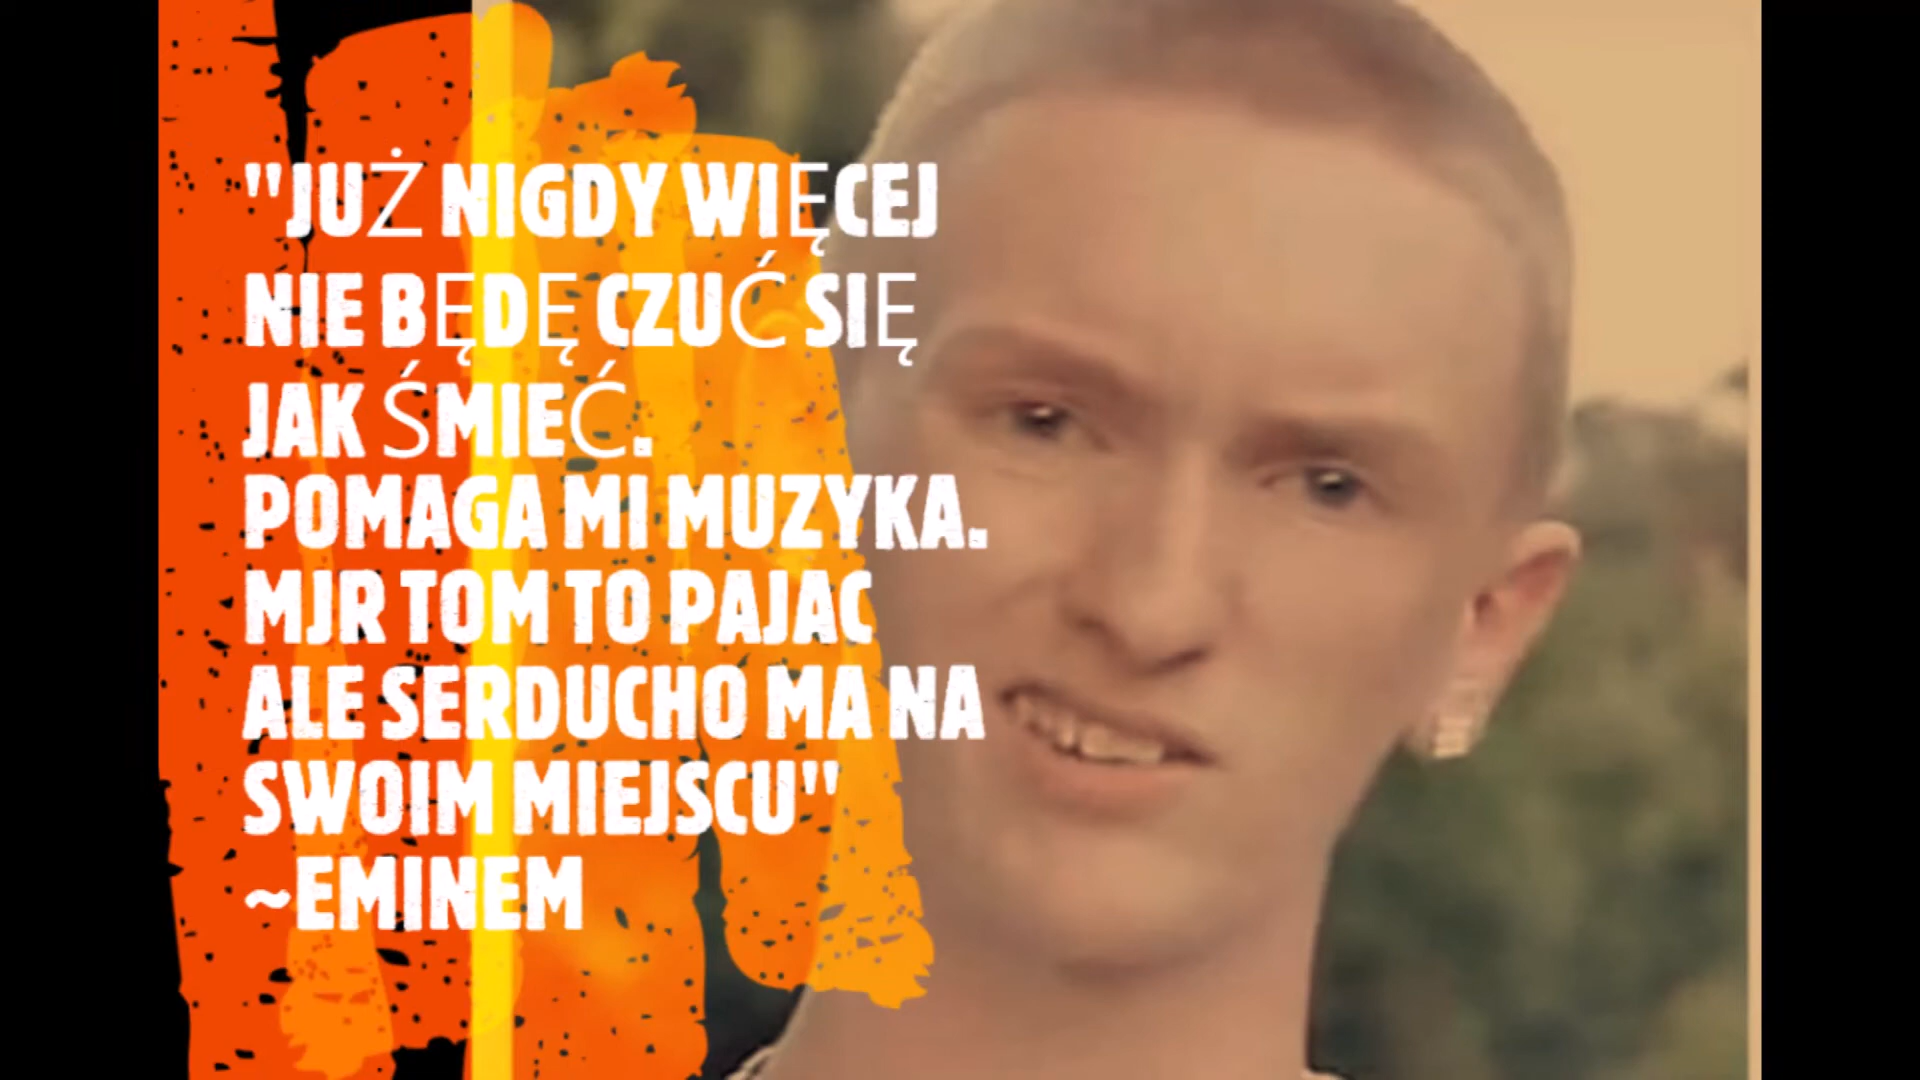 "JUŻ NIGDY WIĘCEJ
NIE BĘDĘ CZUĆ SIĘ
JAK ŚMIEĆ.
POMAGA MI MUZYKA.
MJR TOM TO PAJAC
ALE SERDUCHO MA NA
SWOIM MIEJSCU"
~EMINEM